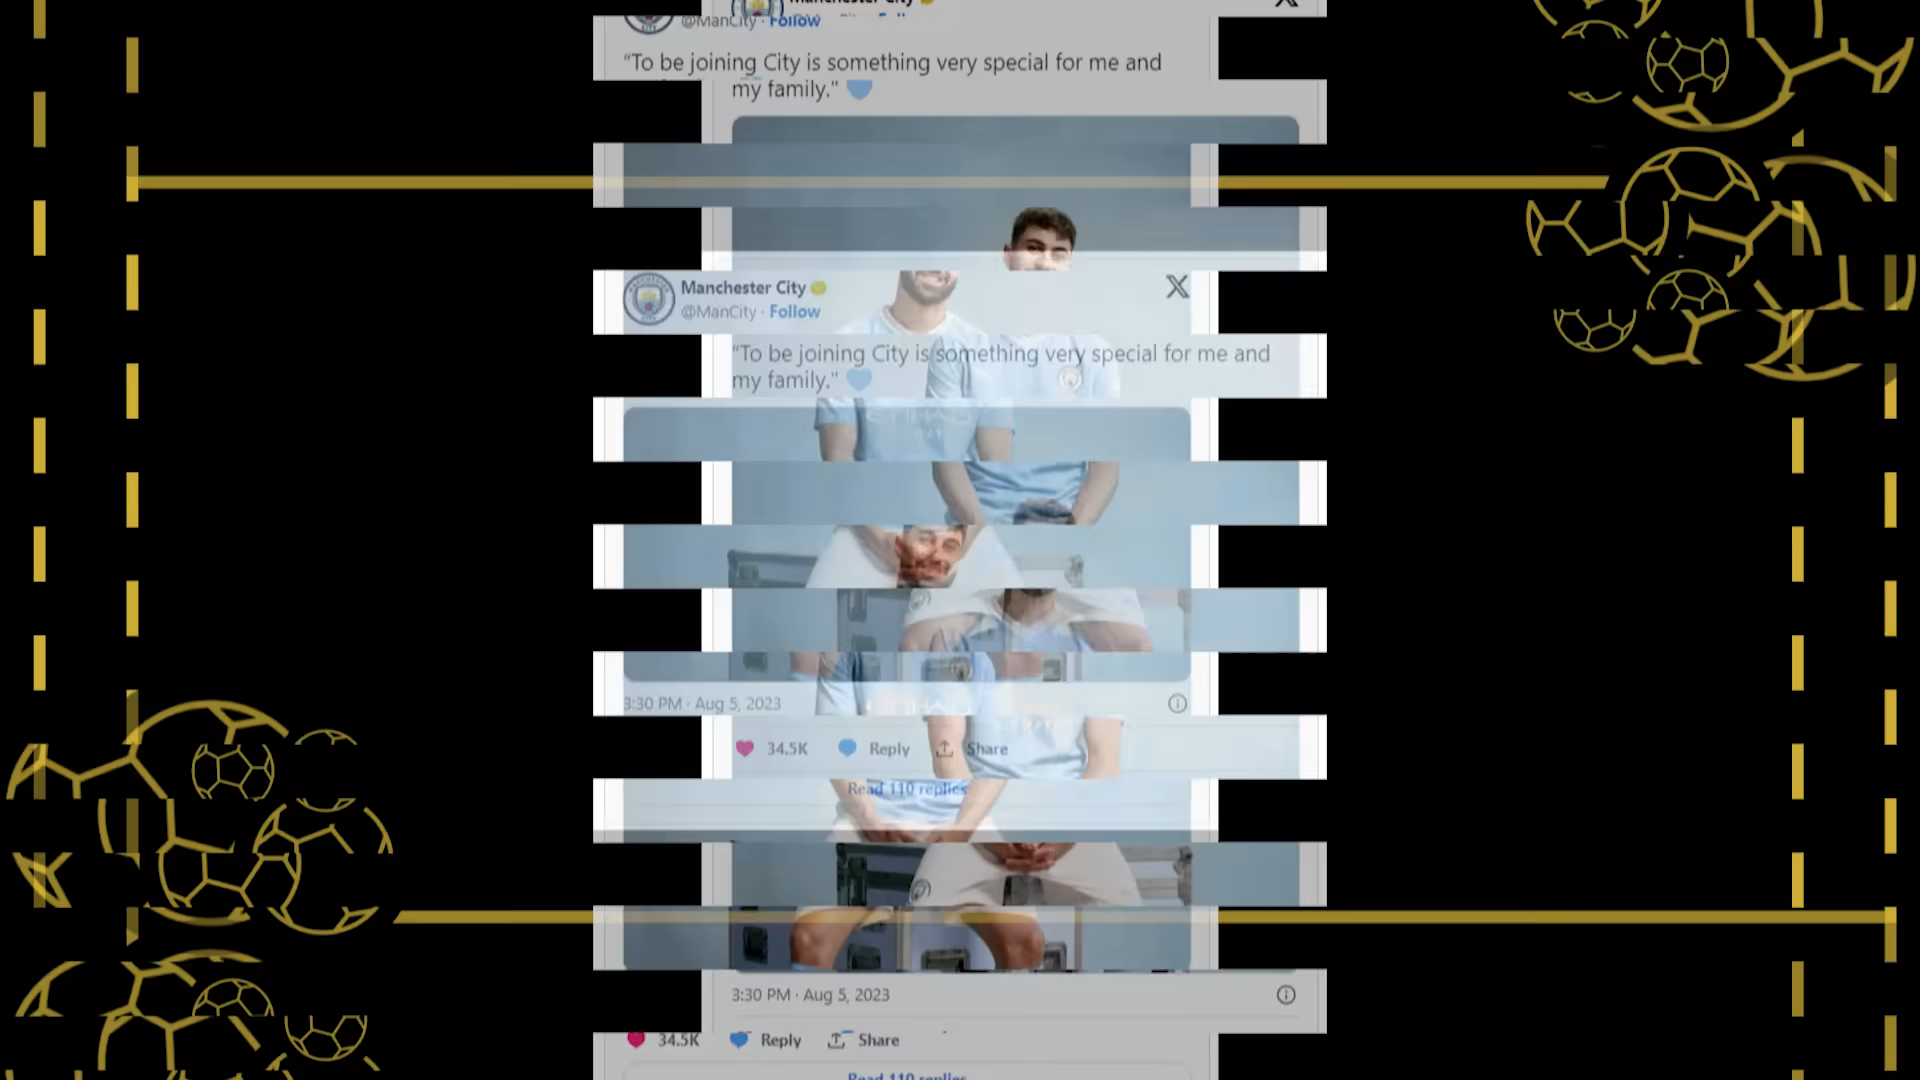 Manchester City
@ManCity · Follow
“To be joining City is something very special for me and
my family.”
Manchester City
@ManCity · Follow
“To be joining City is something very special for me and
my family.”
3:30 PM · Aug 5, 2023
34.5K Reply Share
Read 110 replies
3:30 PM · Aug 5, 2023
34.5K Reply Share
Read 110 replies